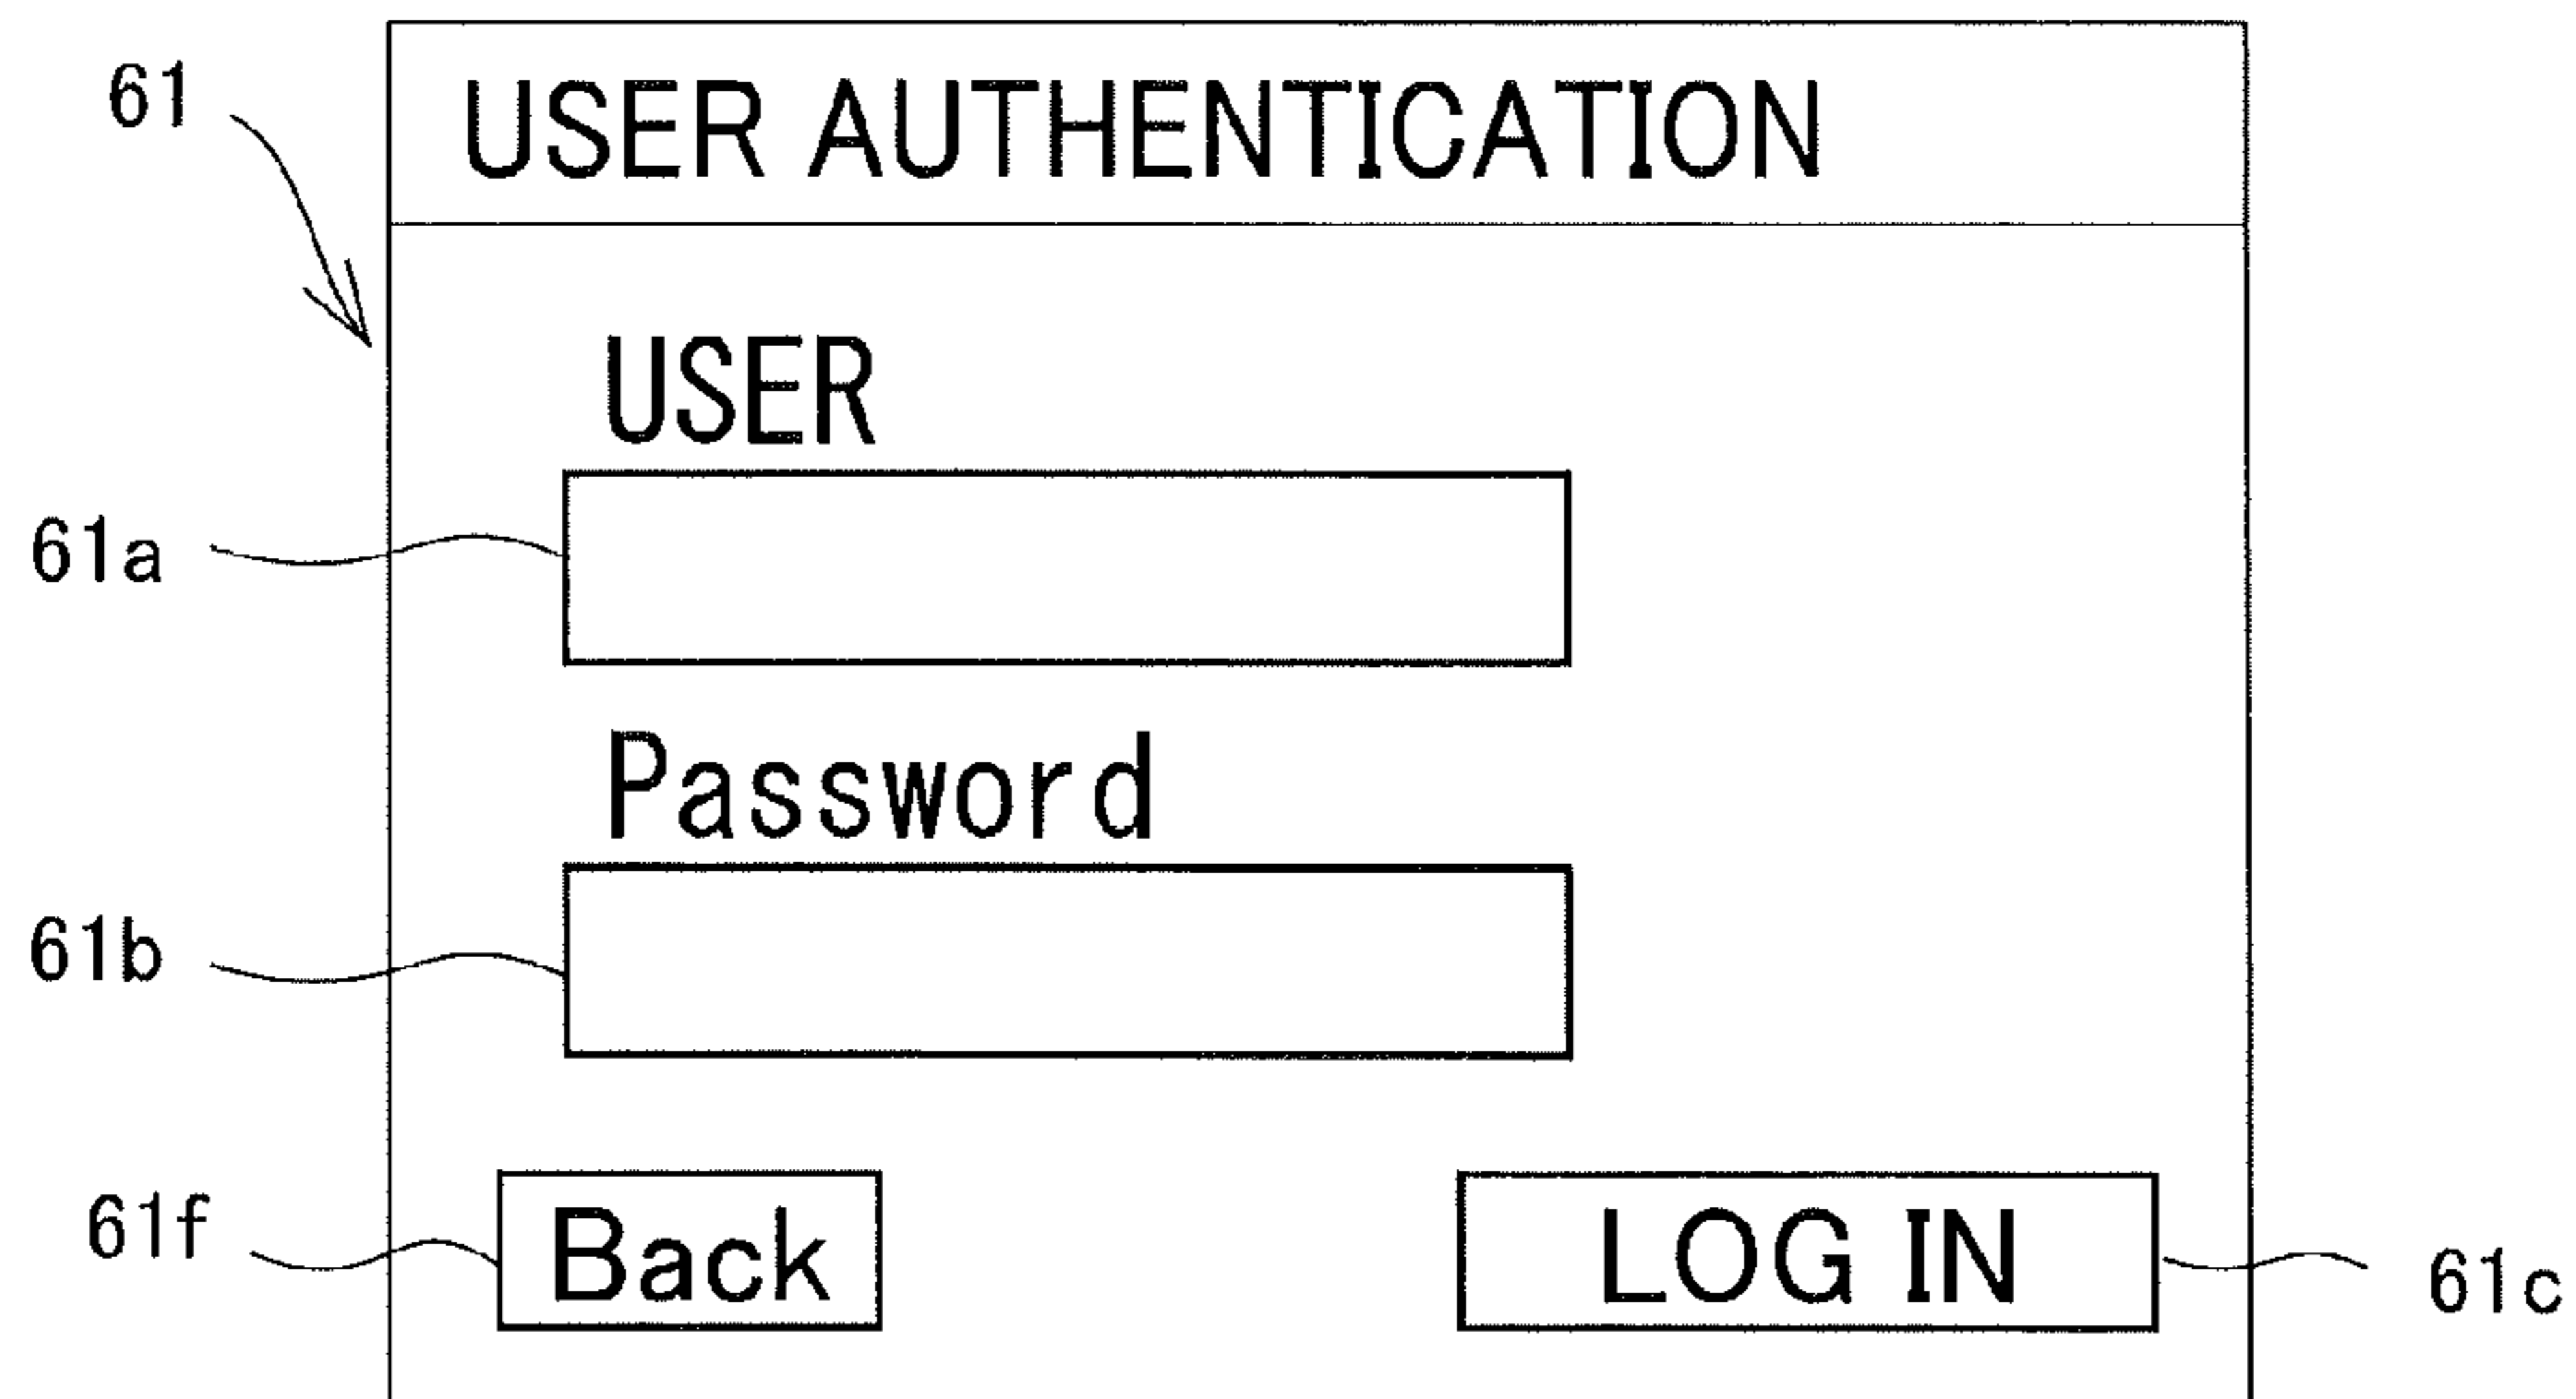 61
USER AUTHENTICATION
USER
61a
Password
61b
61f
Back
LOG IN
61c